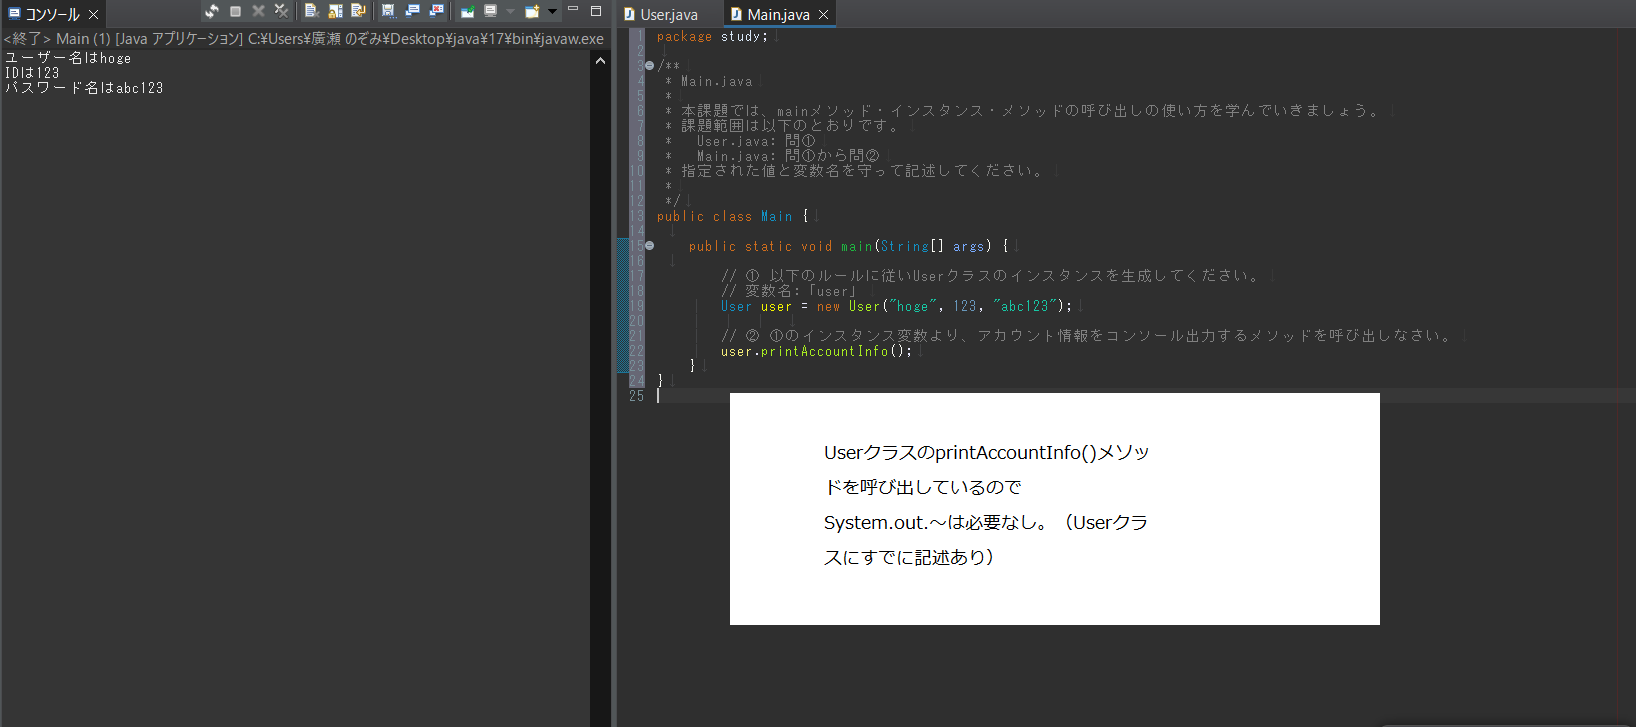 コンソール
<終了> Main (1) [Java アプリケーション] C:¥Users¥廣瀬 のぞみ¥Desktop¥java¥17¥bin¥javaw.exe
ユーザー名はhoge
IDは123
パスワード名はabc123
User.java
Main.java
1 package study;
2
3 /**
4 * Main.java
5 *
6 * 本課題では、mainメソッド・インスタンス・メソッドの呼び出しの使い方を学んでいきましょう。
7 * 課題範囲は以下のとおりです。
8 * User.java: 問①
9 * Main.java: 問①から問②
10 * 指定された値と変数名を守って記述してください。
11 *
12 */
13 public class Main {
14
15 public static void main(String[] args) {
16
17 // ① 以下のルールに従いUserクラスのインスタンスを生成してください。
18 // 変数名:「user」
19 User user = new User("hoge", 123, "abc123");
20
21 // ② ①のインスタンス変数より、アカウント情報をコンソール出力するメソッドを呼び出しなさい。
22 user.printAccountInfo();
23 }
24 }
25
UserクラスのprintAccountInfo()メソッ
ドを呼び出しているので
System.out.～は必要なし。（Userクラ
スにすでに記述あり）